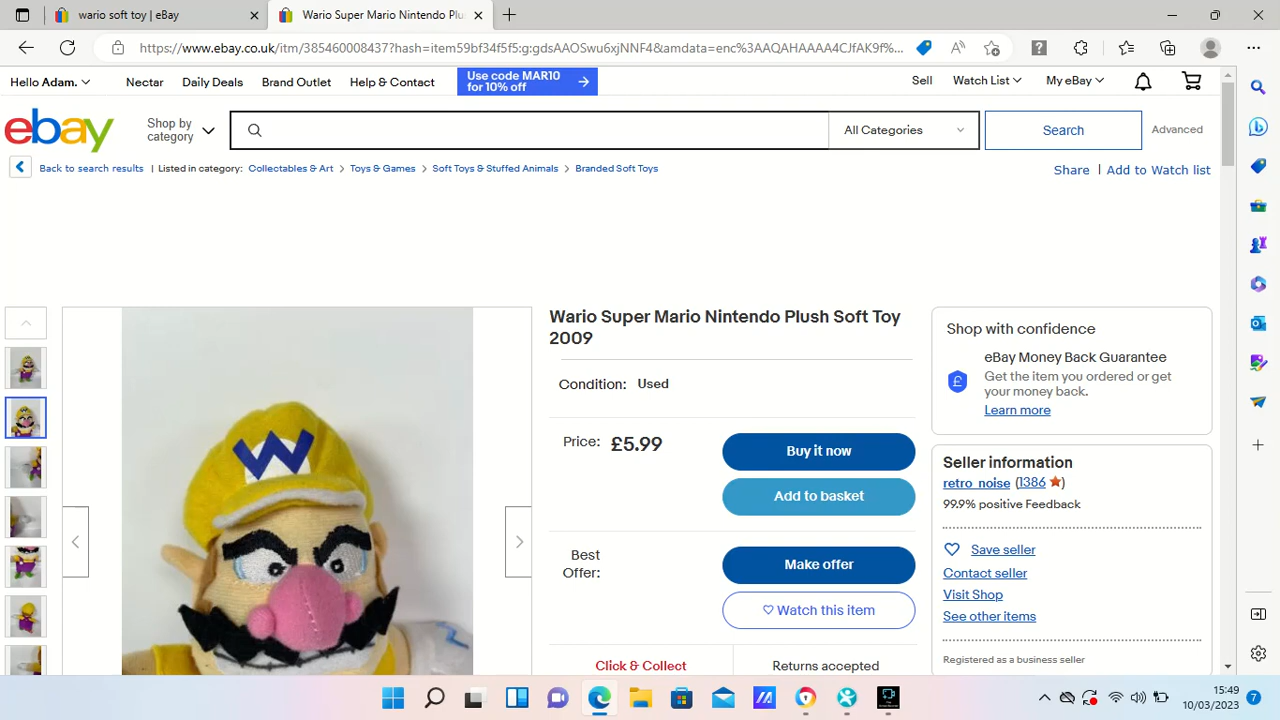 wario soft toy | eBay
Wario Super Mario Nintendo Plu
https://www.ebay.co.uk/itm/385460008437?hash=item59bf34f5f5:g:gdsAAOSwu6xjNNF4&amdata=enc%3AAQAHAAAA4CJfAK9f%...
Hello Adam.
Nectar
Daily Deals
Brand Outlet
Help & Contact
Use code MAR10
for 10% off
Sell
Watch List
My eBay
ebay
Shop by
category
All Categories
Search
Advanced
Back to search results | Listed in category: Collectables & Art > Toys & Games > Soft Toys & Stuffed Animals > Branded Soft Toys
Share | Add to Watch list
Wario Super Mario Nintendo Plush Soft Toy
2009
Condition: Used
Price: £5.99
Buy it now
Add to basket
Best
Offer:
Make offer
Watch this item
Click & Collect
Returns accepted
W
Shop with confidence
eBay Money Back Guarantee
Get the item you ordered or get
your money back.
Learn more
Seller information
retro_noise (1386)
99.9% positive Feedback
Save seller
Contact seller
Visit Shop
See other items
Registered as a business seller
15:49
10/03/2023
7